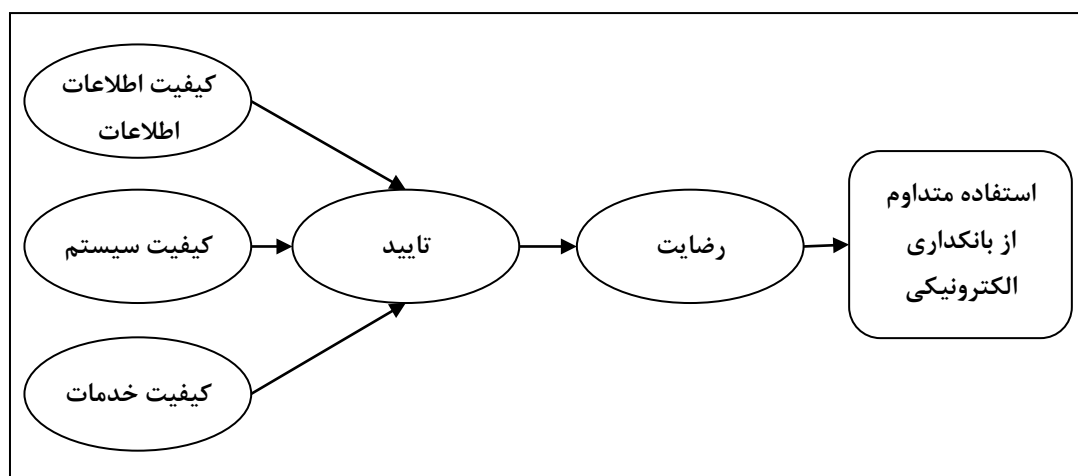 کیفیت اطلاعات
اطلاعات
کیفیت سیستم
کیفیت خدمات
تایید
رضایت
استفاده متداوم
از بانکداری
الکترونیکی